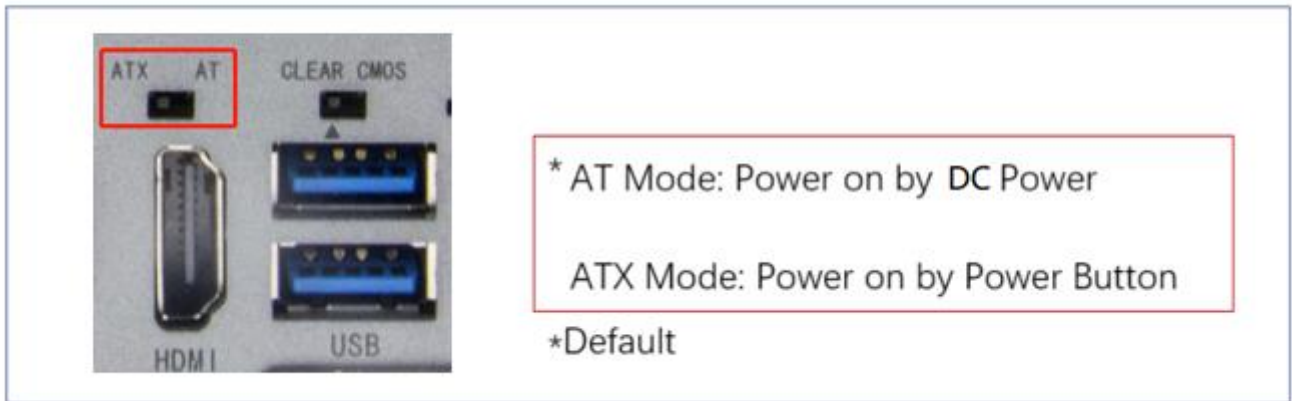 ATX AT CLEAR CMOS
HDMI USB
* AT Mode: Power on by DC Power
ATX Mode: Power on by Power Button
*Default